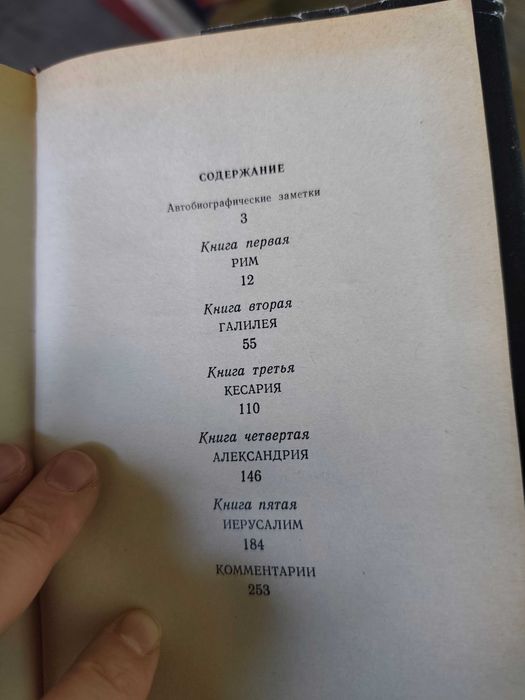 СОДЕРЖАНИЕ
Автобиографические заметки
3
Книга первая
РИМ
12
Книга вторая
ГАЛИЛЕЯ
55
Книга третья
КЕСАРИЯ
110
Книга четвертая
АЛЕКСАНДРИЯ
146
Книга пятая
ИЕРУСАЛИМ
184
КОММЕНТАРИИ
253